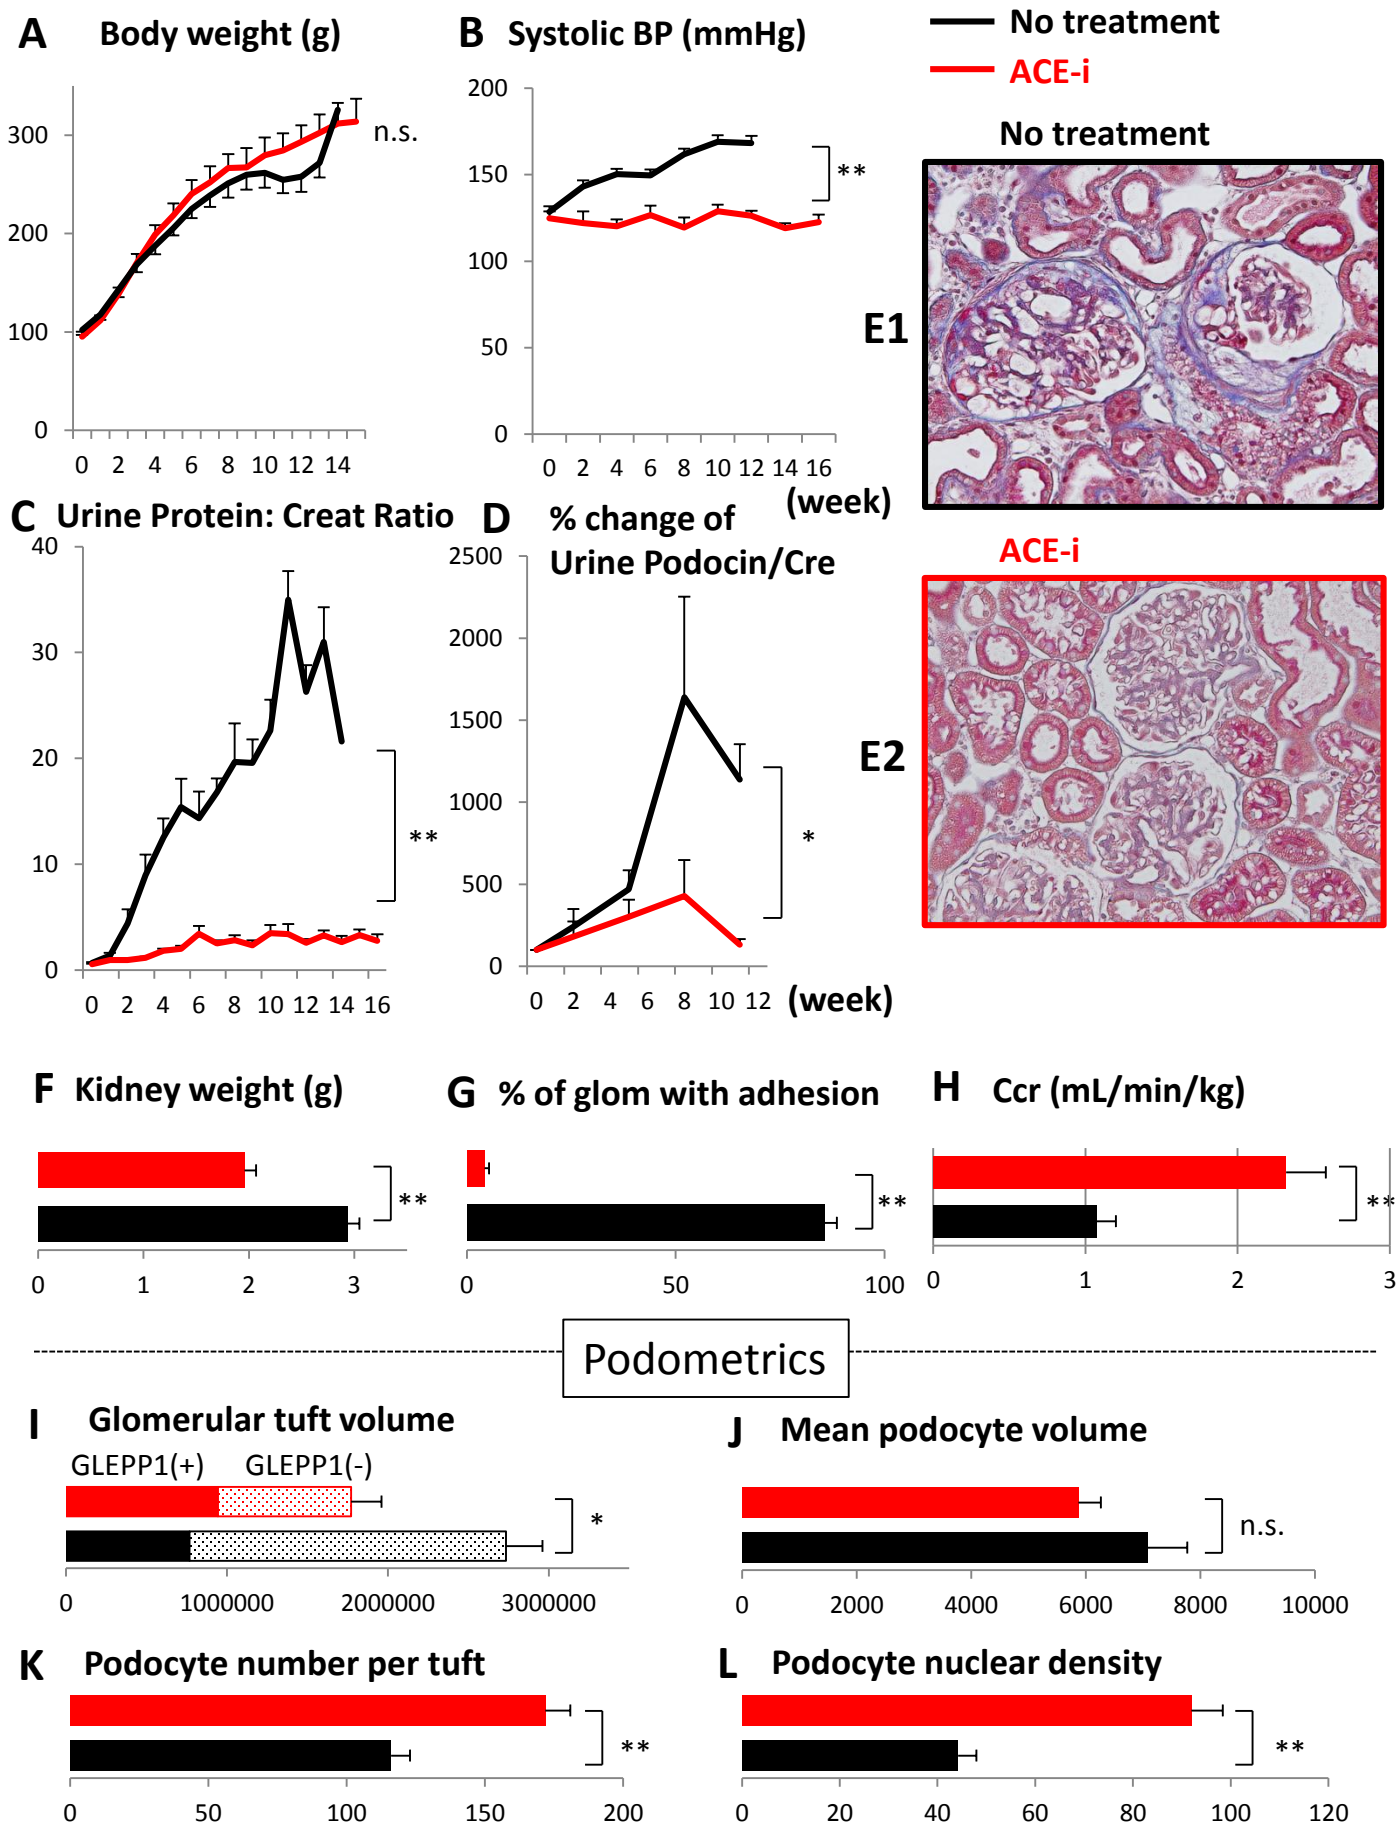 A Body weight (g)
300
200
100
0
n.s.
0 2 4 6 8 10 12 14
B Systolic BP (mmHg)
200
150
100
50
0
**
0 2 4 6 8 10 12 14 16
(week)
No treatment
ACE-i
No treatment
E1
C Urine Protein: Creat Ratio
40
30
20
10
0
**
0 2 4 6 8 10 12 14 16
D % change of
Urine Podocin/Cre
2500
2000
1500
1000
500
0
*
0 2 4 6 8 10 12 (week)
ACE-i
E2
F Kidney weight (g)
**
0 1 2 3
G % of glom with adhesion
**
0 50 100
H Ccr (mL/min/kg)
**
0 1 2 3
Podometrics
I Glomerular tuft volume
GLEPP1(+) GLEPP1(-)
*
0 1000000 2000000 3000000
J Mean podocyte volume
n.s.
0 2000 4000 6000 8000 10000
K Podocyte number per tuft
**
0 50 100 150 200
L Podocyte nuclear density
**
0 20 40 60 80 100 120